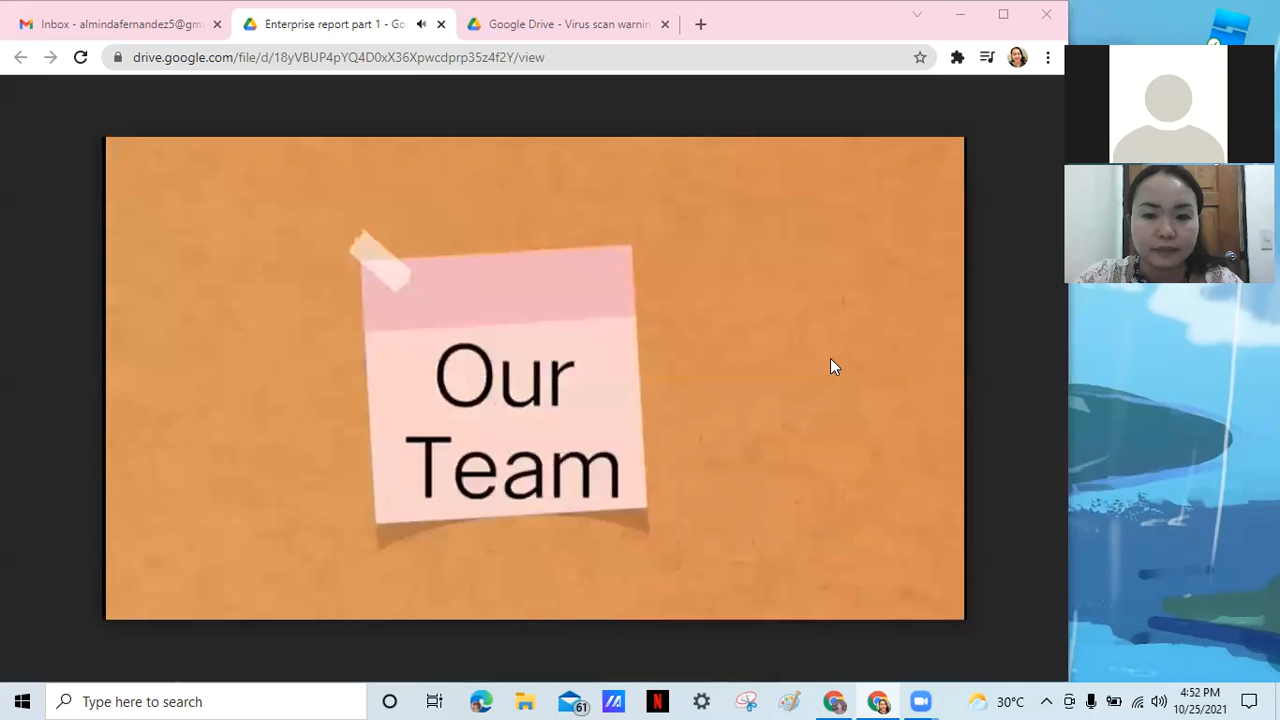 Inbox - almindafernandez5@gm
Enterprise report part 1 - Go
Google Drive - Virus scan warnin
drive.google.com/file/d/18yVBUP4pYQ4D0xX36Xpwcdprp35z4f2Y/view
Our
Team
Type here to search
61
30°C
4:52 PM
10/25/2021